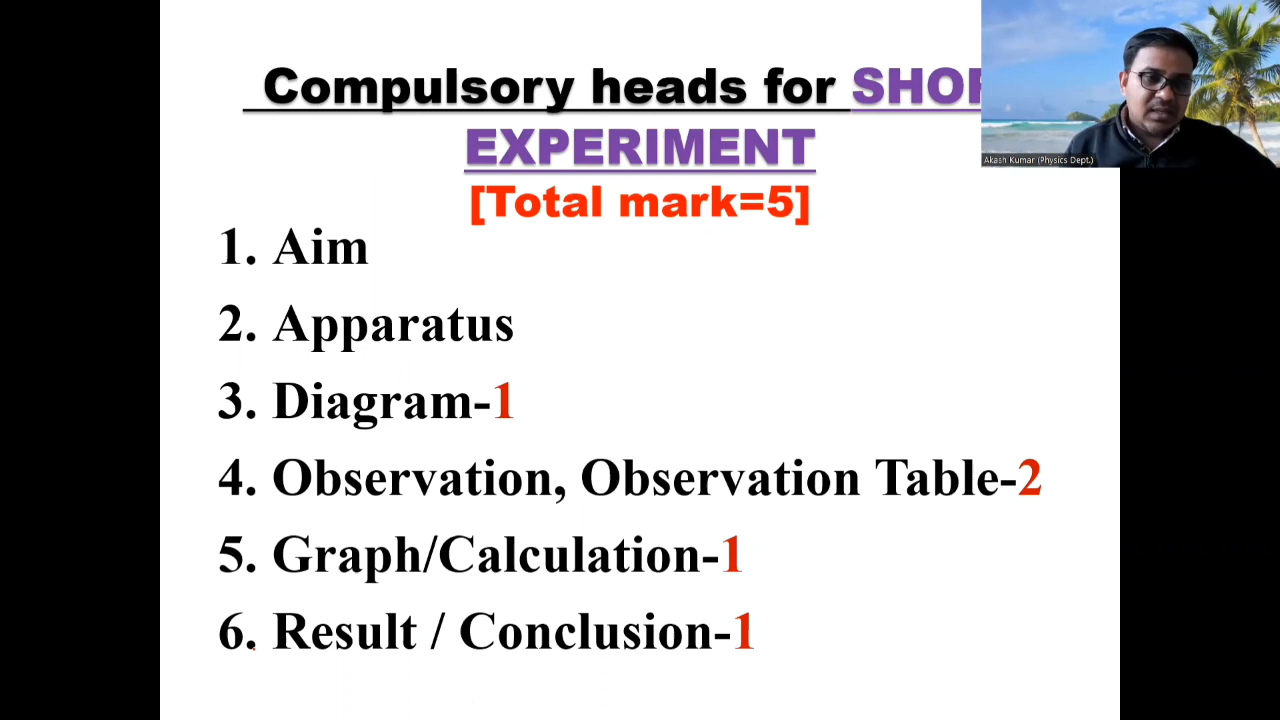 Compulsory heads for
EXPERIMENT
[Total mark=5]
1. Aim
2. Apparatus
3. Diagram-1
4. Observation, Observation Table-2
5. Graph/Calculation-1
6. Result / Conclusion-1
Akash Kumar (Physics Dept.)